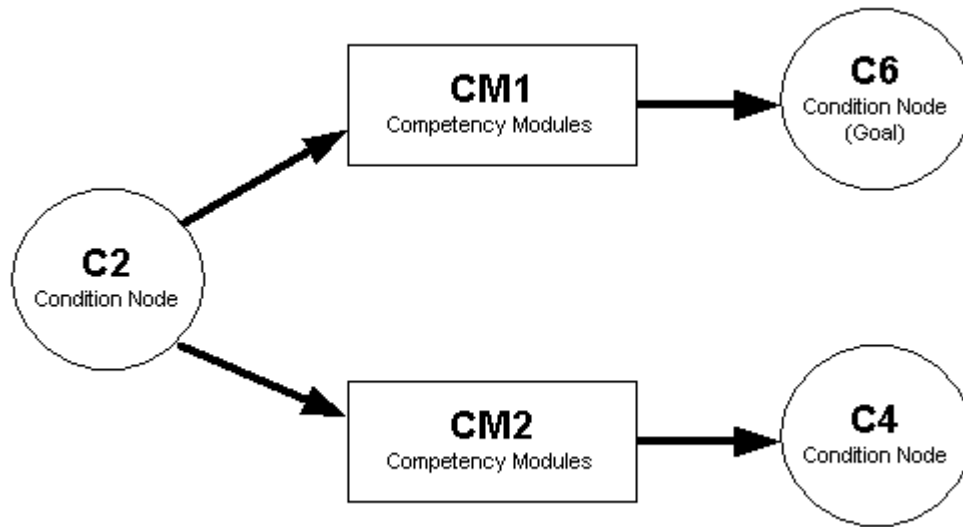 CM1
Competency Modules
C6
Condition Node
(Goal)
C2
Condition Node
CM2
Competency Modules
C4
Condition Node